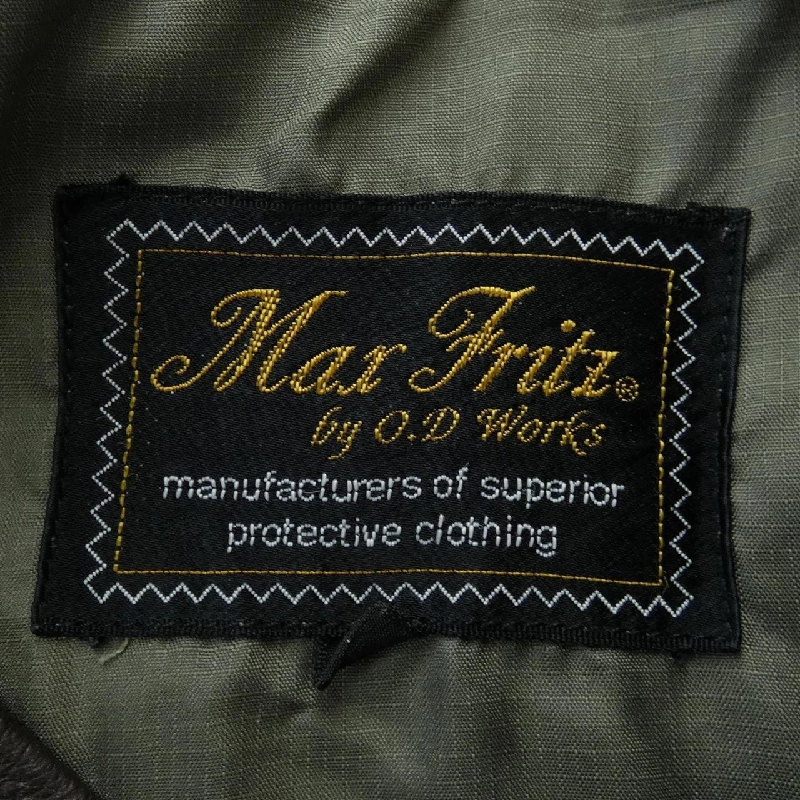 Max Fritz®
by O.D Works
manufacturers of superior
protective clothing